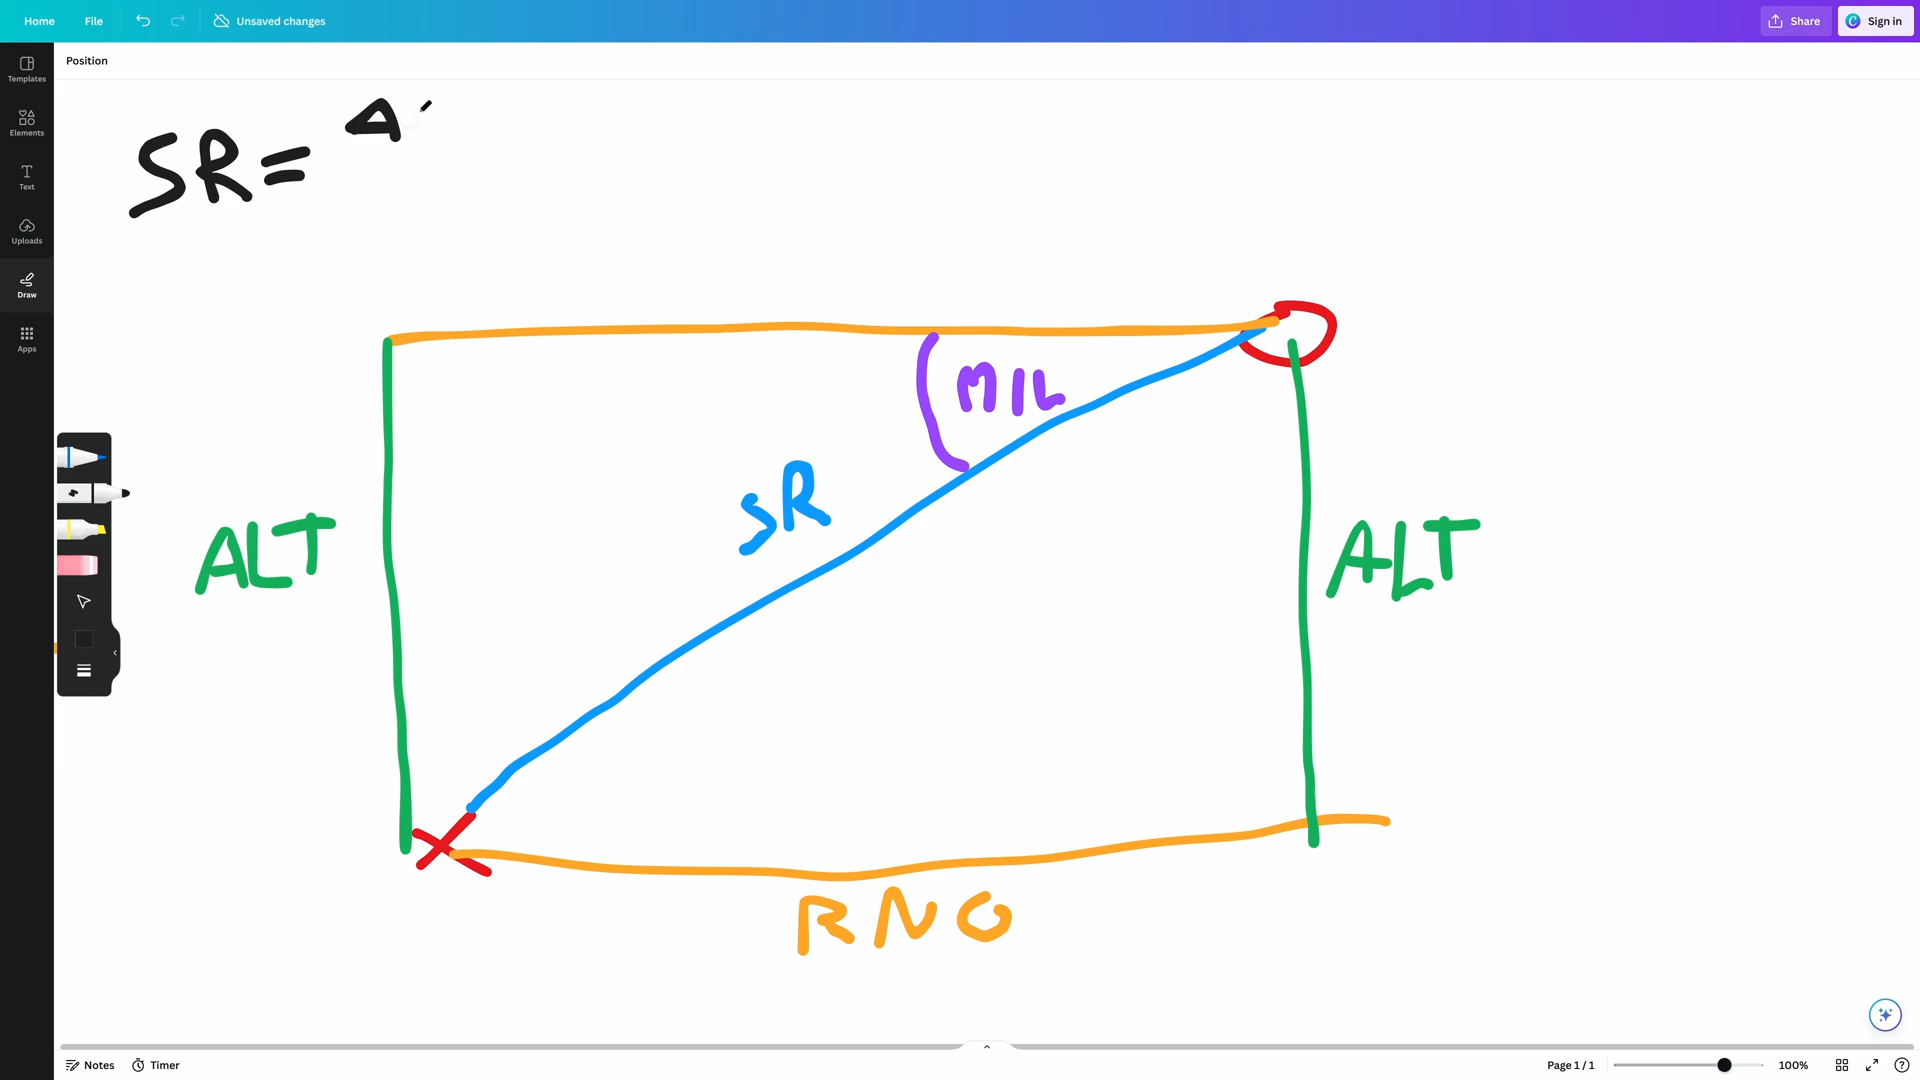 Home File Unsaved changes Share Sign in
Templates
Position
Elements
Text
Uploads
Draw
Apps
SR= A
MIL
SR
ALT
ALT
RNG
Notes Timer Page 1 / 1 100%